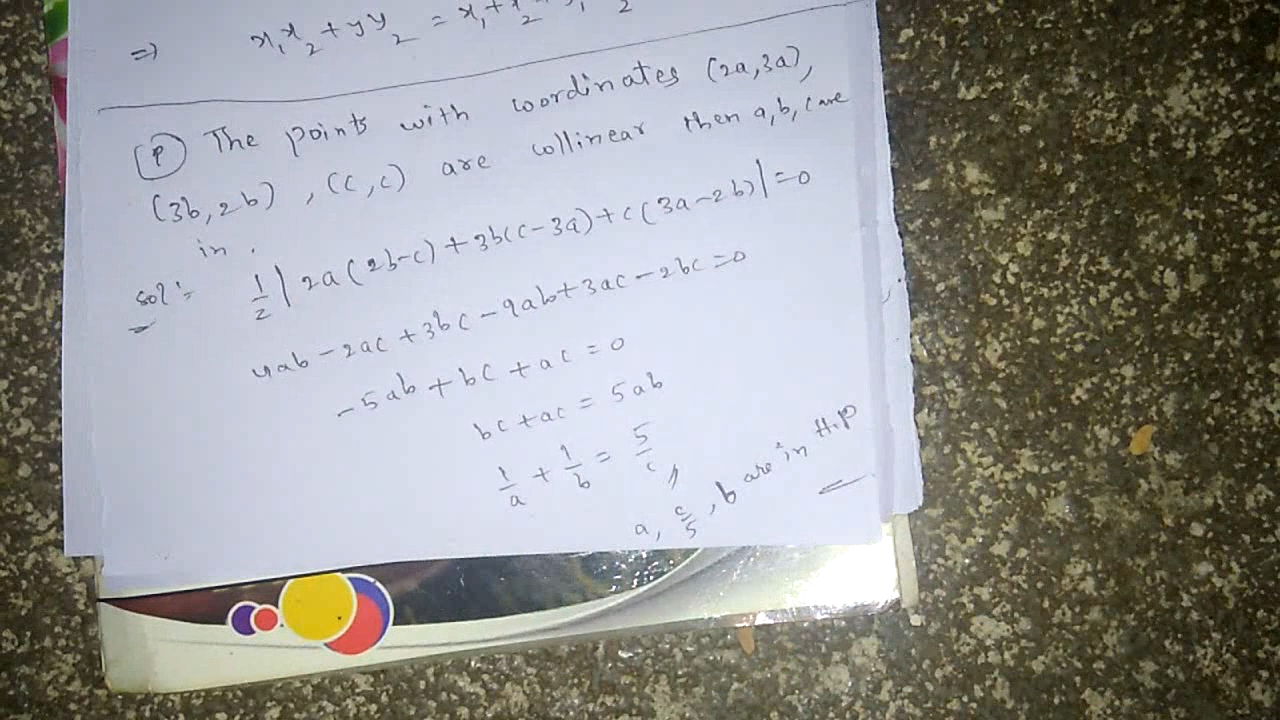 => x₁x₂ + yy₂ = x₁ +
(P) The points with coordinates (2a, 3a),
(3b, 2b), (c, c) are collinear then a, b, c are
in.
Sol:- 1/2 | 2a(2b-c) + 3b(c-3a) + c(3a-2b) | = 0
4ab - 2ac + 3bc - 9ab + 3ac - 2bc = 0
-5ab + bc + ac = 0
bc + ac = 5ab
1/a + 1/b = 5/c,
a, c/5, b are in H.P